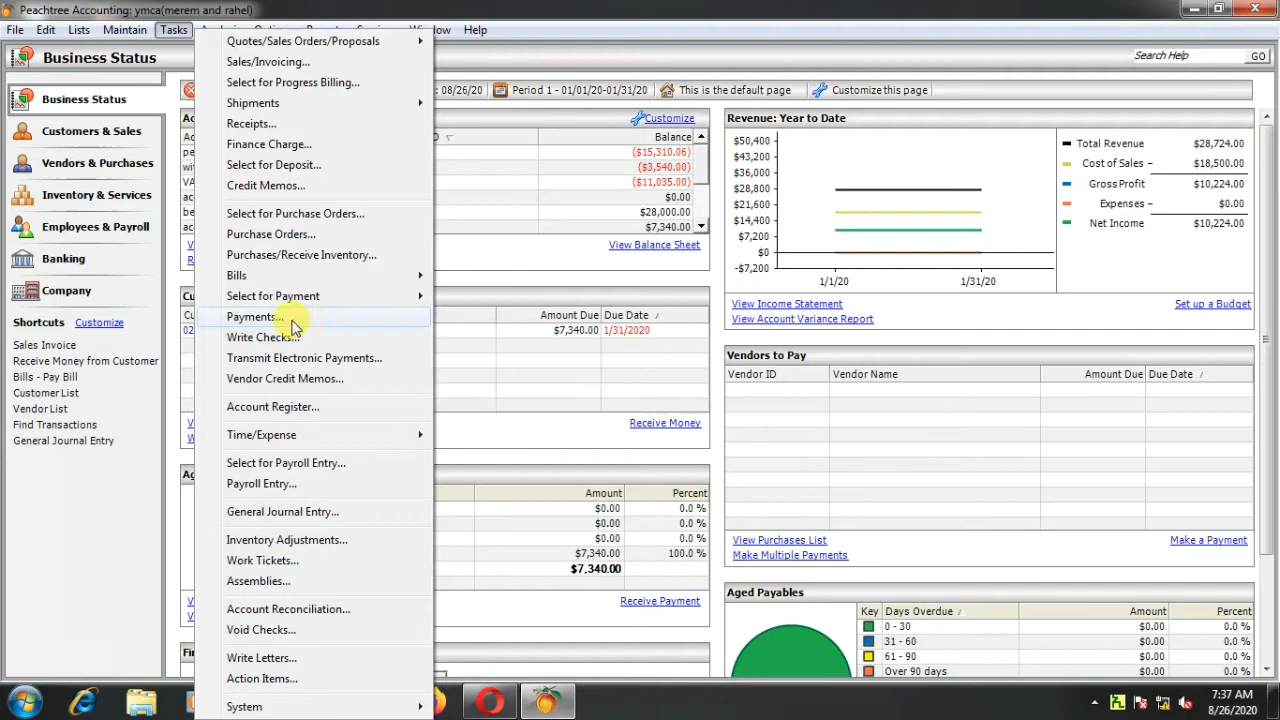 Peachtree Accounting: ymca(merem and rahel)
File Edit Lists Maintain Tasks
Window Help
Business Status
Search Help GO
Business Status
Customers & Sales
Vendors & Purchases
Inventory & Services
Employees & Payroll
Banking
Company
Shortcuts Customize
Sales Invoice
Receive Money from Customer
Bills - Pay Bill
Customer List
Vendor List
Find Transactions
General Journal Entry
Quotes/Sales Orders/Proposals
Sales/Invoicing...
Select for Progress Billing...
Shipments
Receipts...
Finance Charge...
Select for Deposit...
Credit Memos...
Select for Purchase Orders...
Purchase Orders...
Purchases/Receive Inventory...
Bills
Select for Payment
Payments...
Write Checks...
Transmit Electronic Payments...
Vendor Credit Memos...
Account Register...
Time/Expense
Select for Payroll Entry...
Payroll Entry...
General Journal Entry...
Inventory Adjustments...
Work Tickets...
Assemblies...
Account Reconciliation...
Void Checks...
Write Letters...
Action Items...
System
: 08/26/20 Period 1 - 01/01/20-01/31/20 This is the default page Customize this page
Customize
Balance
($15,310.06)
($3,540.00)
($11,035.00)
$0.00
$28,000.00
$7,340.00
View Balance Sheet
Amount Due Due Date
02 $7,340.00 1/31/2020
Receive Money
Amount Percent
$0.00 0.0 %
$0.00 0.0 %
$0.00 0.0 %
$7,340.00 100.0 %
$7,340.00
Receive Payment
Revenue: Year to Date
$50,400
$43,200
$36,000
$28,800
$21,600
$14,400
$7,200
$0
-$7,200
1/1/20 1/31/20
Total Revenue $28,724.00
Cost of Sales - $18,500.00
Gross Profit $10,224.00
Expenses - $0.00
Net Income $10,224.00
View Income Statement Set up a Budget
View Account Variance Report
Vendors to Pay
Vendor ID Vendor Name Amount Due Due Date
View Purchases List Make a Payment
Make Multiple Payments
Aged Payables
Key Days Overdue Amount Percent
0 - 30 $0.00 0.0 %
31 - 60 $0.00 0.0 %
61 - 90 $0.00 0.0 %
Over 90 days $0.00 0.0 %
7:37 AM
8/26/2020